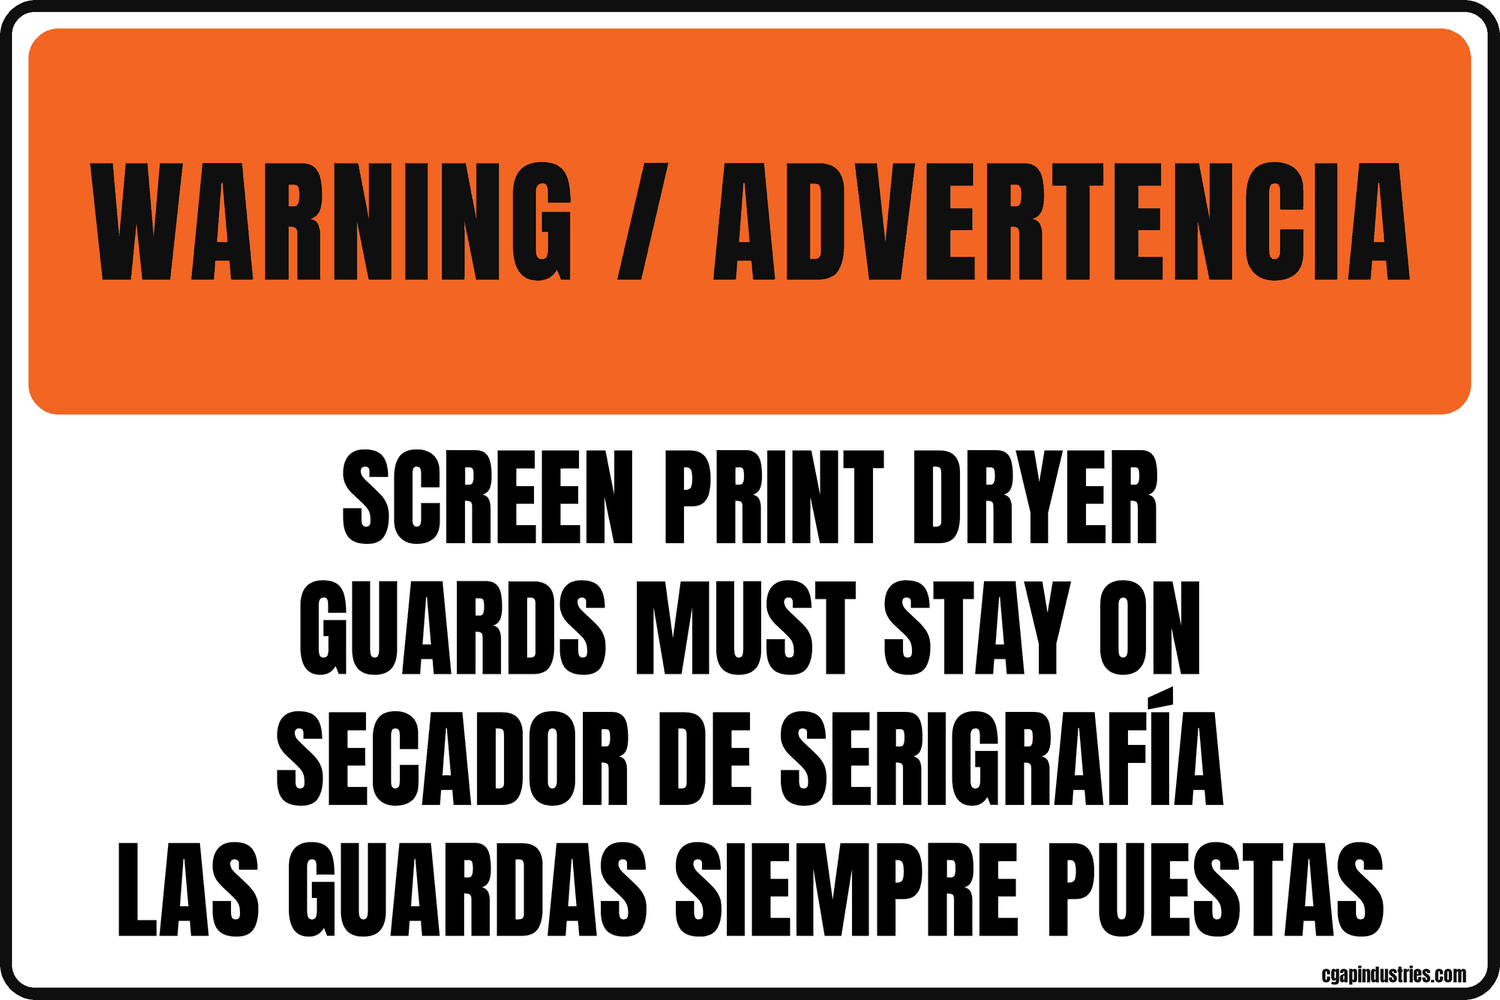 WARNING / ADVERTENCIA
SCREEN PRINT DRYER
GUARDS MUST STAY ON
SECADOR DE SERIGRAFÍA
LAS GUARDAS SIEMPRE PUESTAS
cgapindustries.com